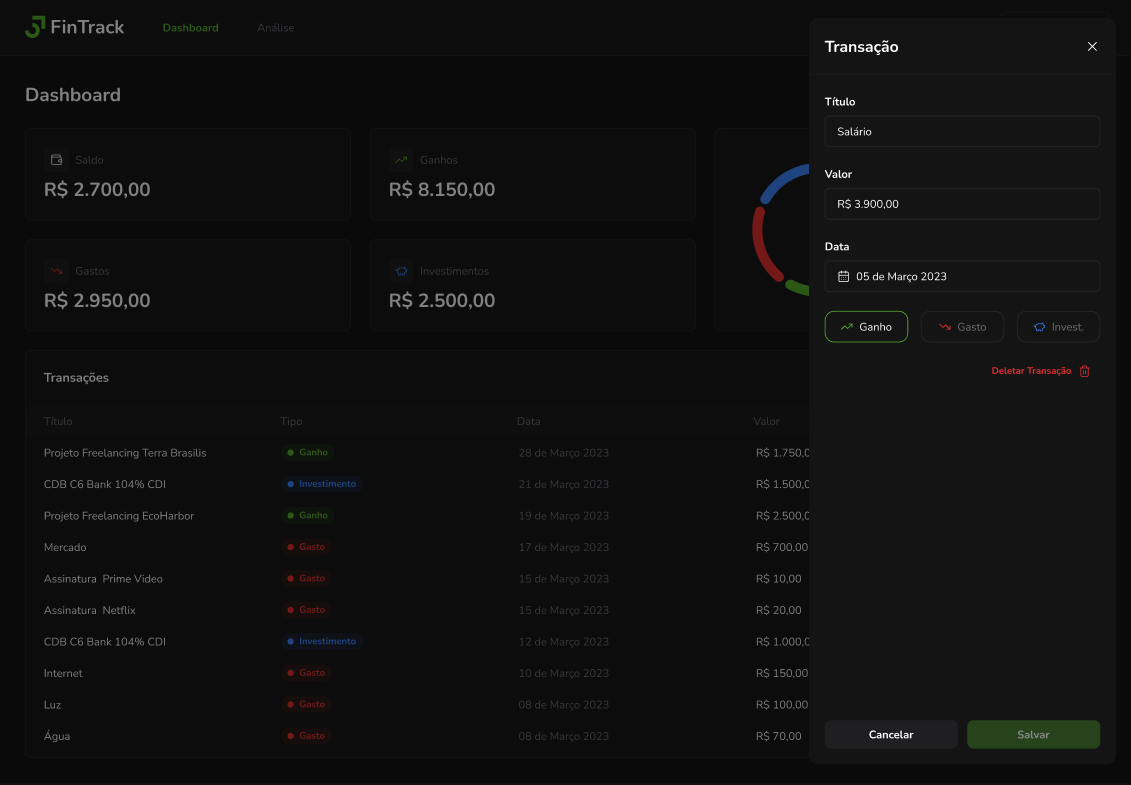 FinTrack Dashboard Análise
Dashboard
Saldo
R$ 2.700,00
Ganhos
R$ 8.150,00
Gastos
R$ 2.950,00
Investimentos
R$ 2.500,00
Transações
Título Tipo Data Valor
Projeto Freelancing Terra Brasilis Ganho 28 de Março 2023 R$ 1.750,0
CDB C6 Bank 104% CDI Investimento 21 de Março 2023 R$ 1.500,0
Projeto Freelancing EcoHarbor Ganho 19 de Março 2023 R$ 2.500,0
Mercado Gasto 17 de Março 2023 R$ 700,00
Assinatura Prime Video Gasto 15 de Março 2023 R$ 10,00
Assinatura Netflix Gasto 15 de Março 2023 R$ 20,00
CDB C6 Bank 104% CDI Investimento 12 de Março 2023 R$ 1.000,0
Internet Gasto 10 de Março 2023 R$ 150,00
Luz Gasto 08 de Março 2023 R$ 100,00
Água Gasto 08 de Março 2023 R$ 70,00
Transação
Título
Salário
Valor
R$ 3.900,00
Data
05 de Março 2023
Ganho Gasto Invest.
Deletar Transação
Cancelar Salvar